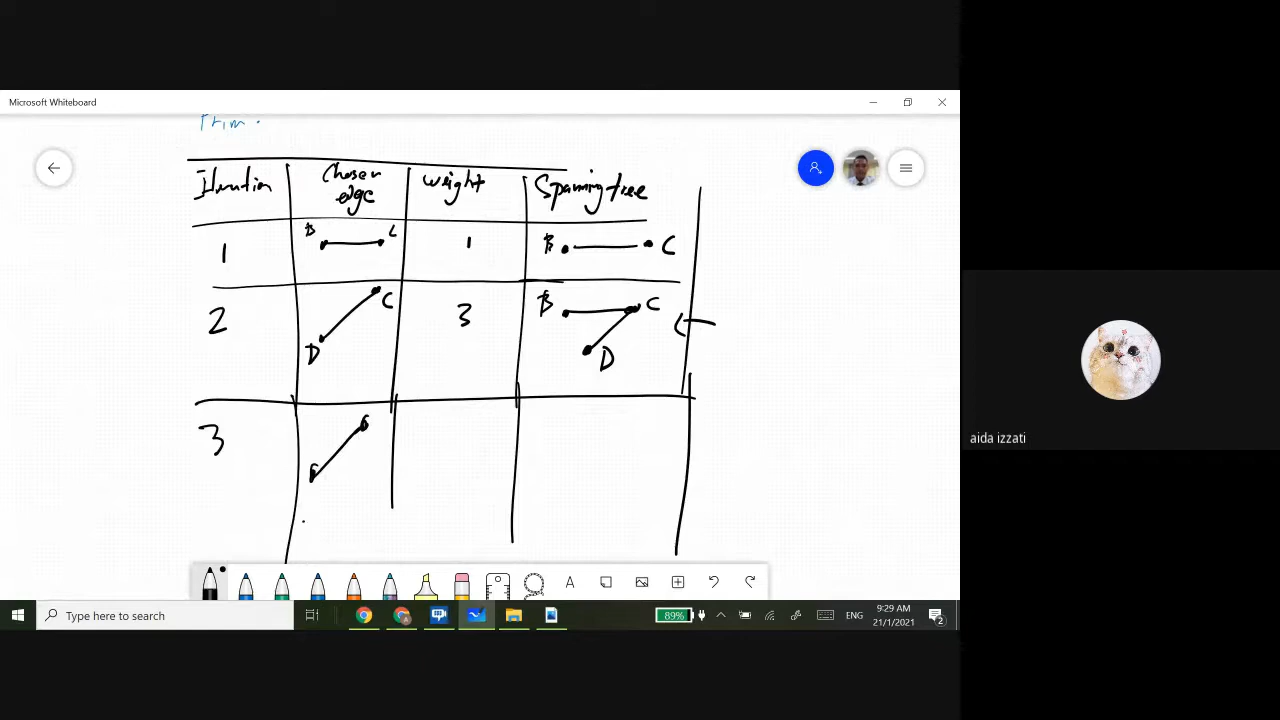 Microsoft Whiteboard
Prim.
Iteration Chosen edge Weight Spanning tree
1 B C 1 B C
2 C D 3 B C D
3
aida izzati
A
Type here to search
89%
ENG
9:29 AM
21/1/2021
2